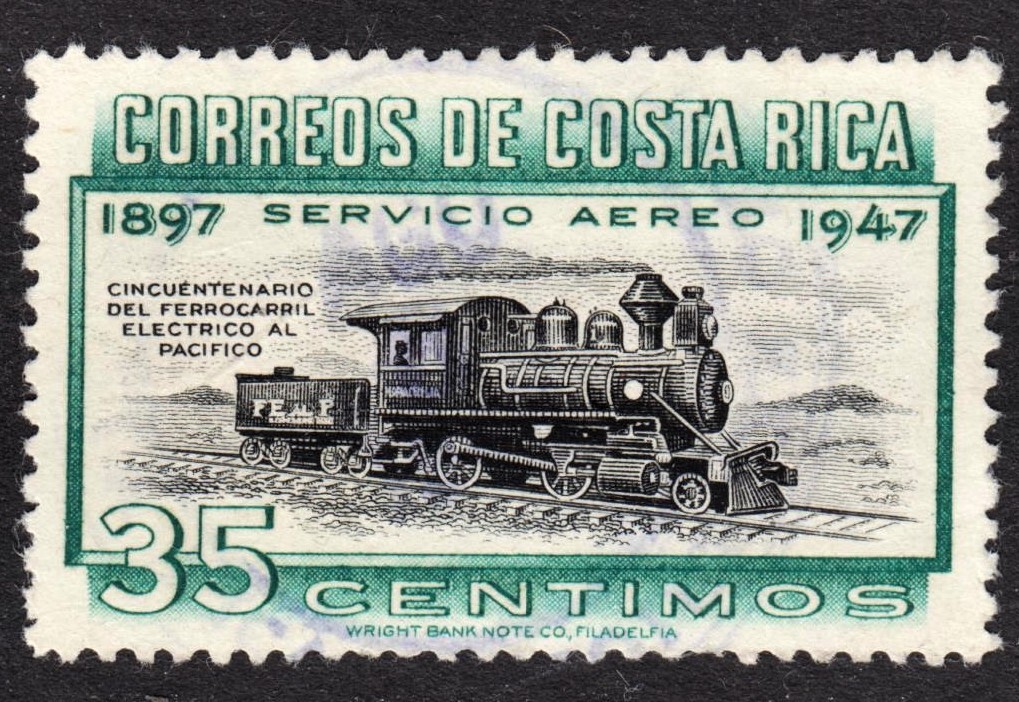 CORREOS DE COSTA RICA
1897 SERVICIO AEREO 1947
CINCUENTENARIO
DEL FERROCARRIL
ELECTRICO AL
PACIFICO
F.E. AL P.
35 CENTIMOS
WRIGHT BANK NOTE CO., FILADELFIA